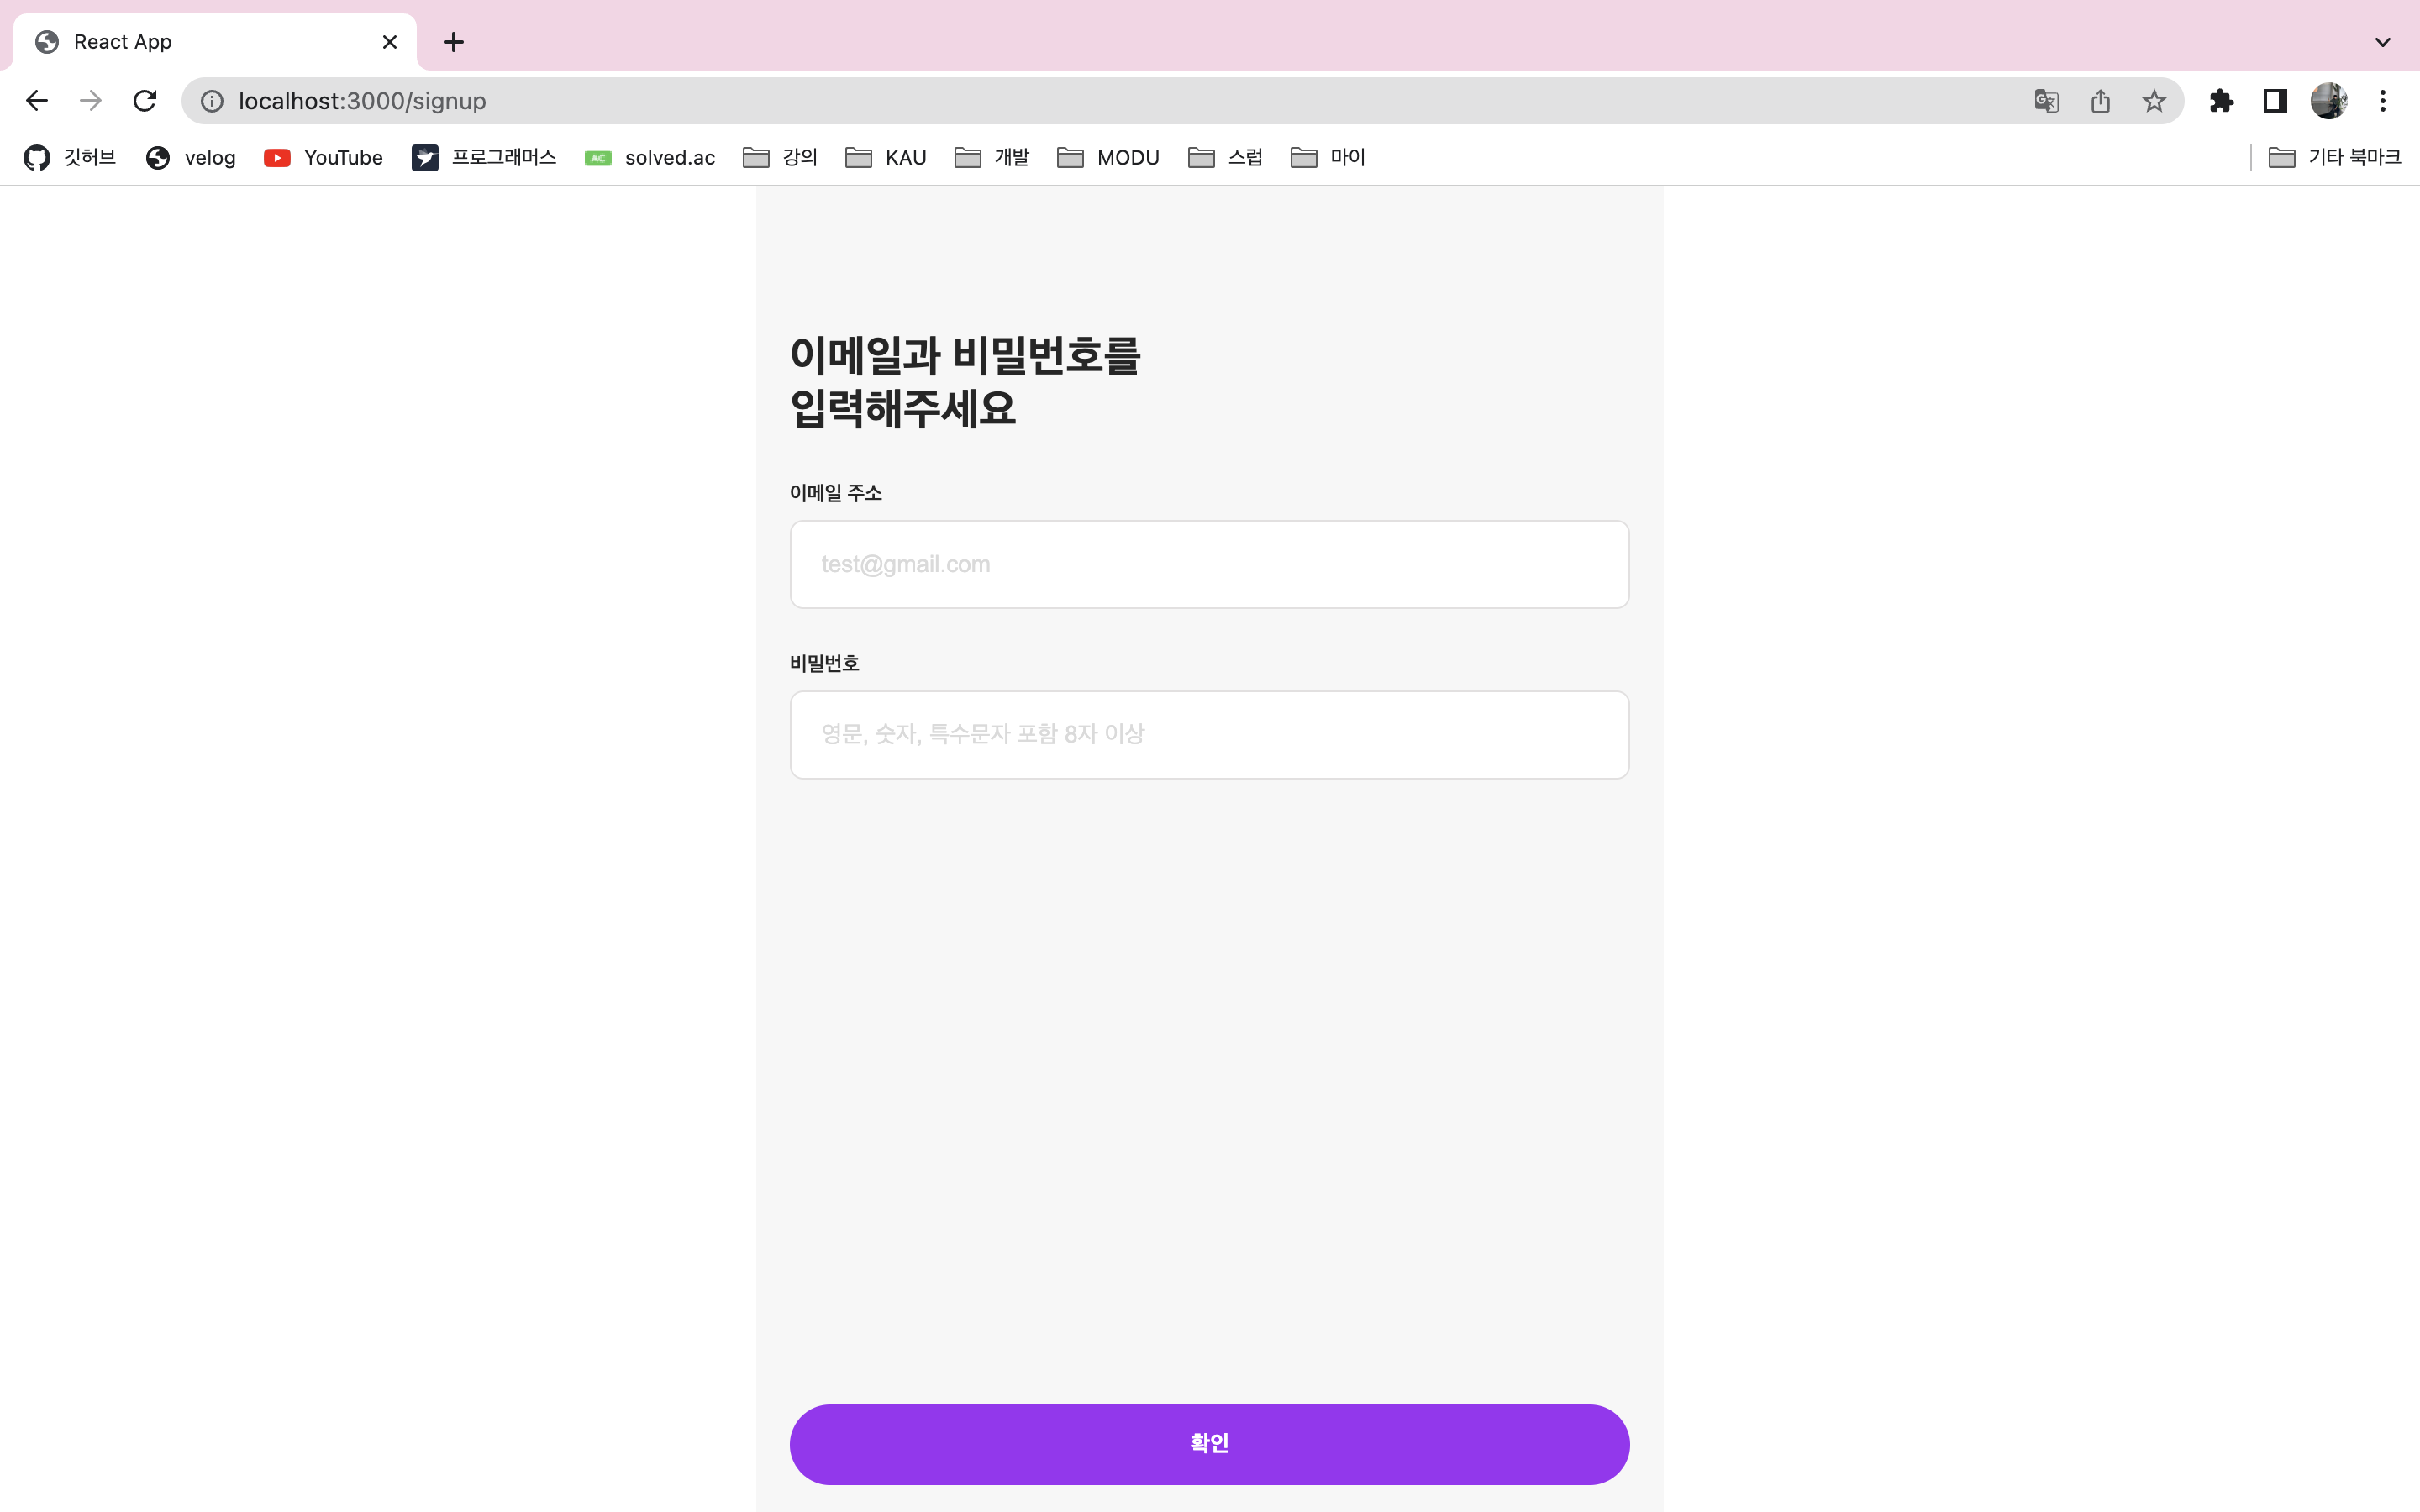 React App
localhost:3000/signup
깃허브 velog YouTube 프로그래머스 AC solved.ac 강의 KAU 개발 MODU 스럽 마이 기타 북마크
이메일과 비밀번호를
입력해주세요
이메일 주소
test@gmail.com
비밀번호
영문, 숫자, 특수문자 포함 8자 이상
확인